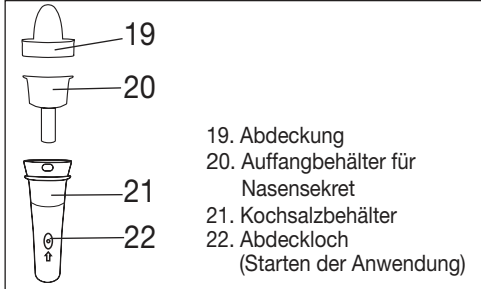 19
20
21
22
19. Abdeckung
20. Auffangbehälter für
Nasensekret
21. Kochsalzbehälter
22. Abdeckloch
(Starten der Anwendung)